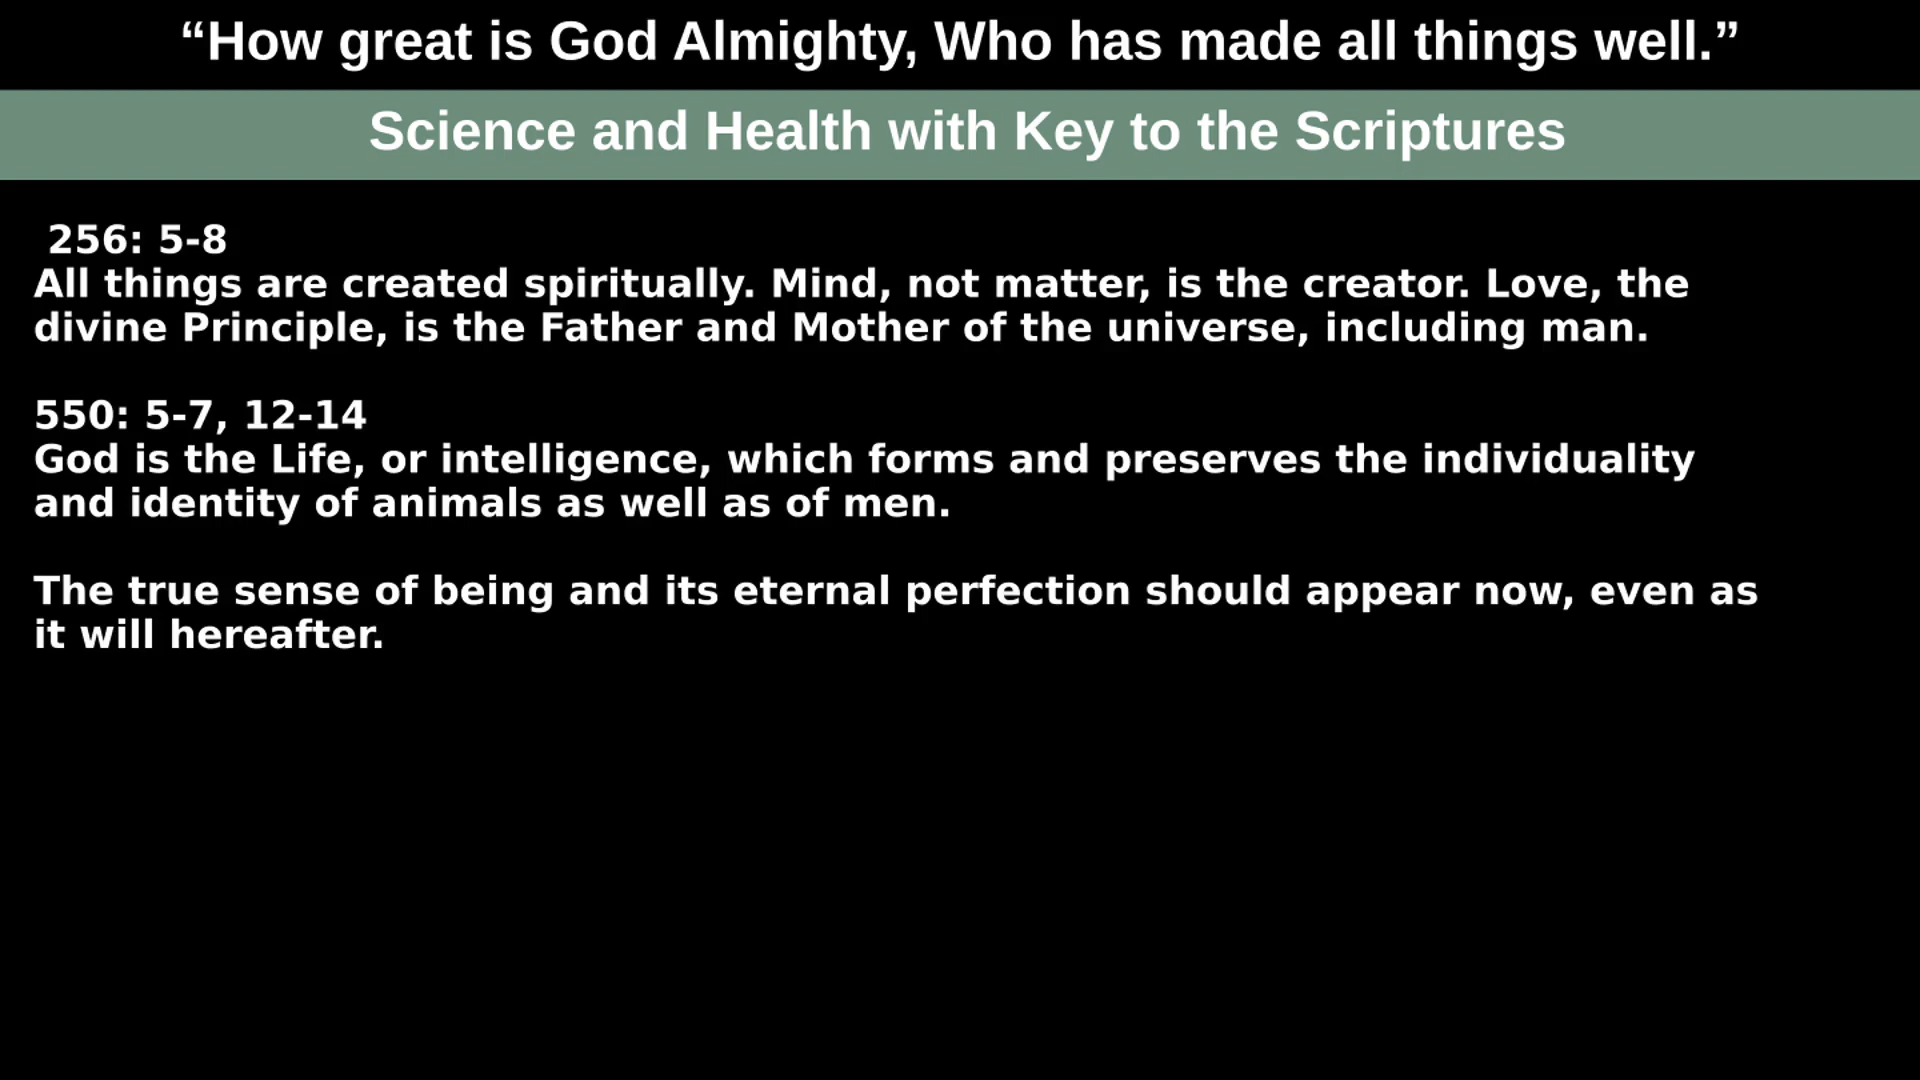 “How great is God Almighty, Who has made all things well.”
Science and Health with Key to the Scriptures
256: 5-8
All things are created spiritually. Mind, not matter, is the creator. Love, the
divine Principle, is the Father and Mother of the universe, including man.
550: 5-7, 12-14
God is the Life, or intelligence, which forms and preserves the individuality
and identity of animals as well as of men.
The true sense of being and its eternal perfection should appear now, even as
it will hereafter.